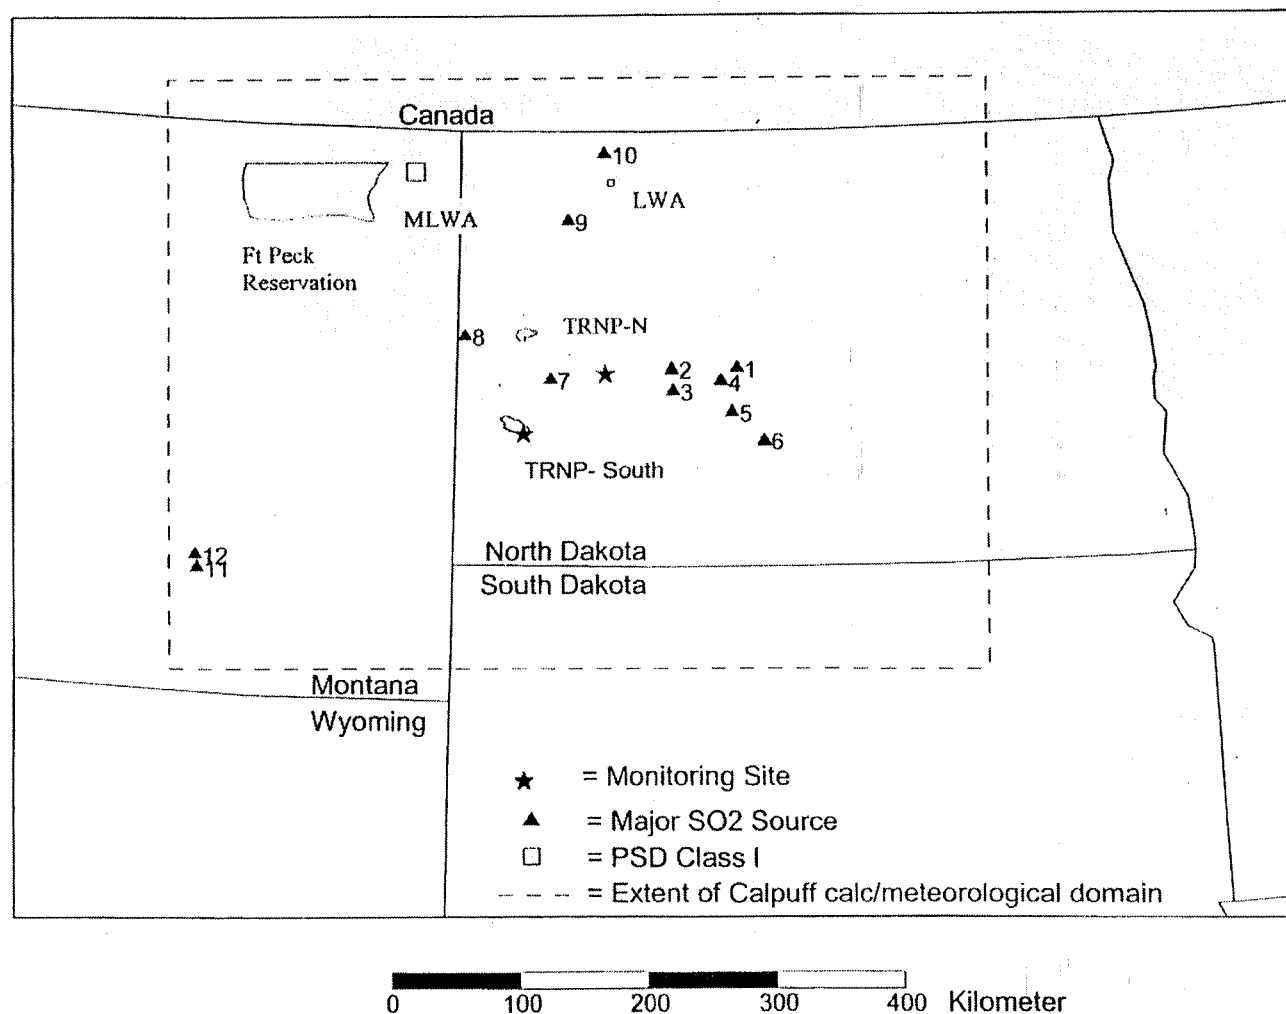 Canada
10
LWA
MLWA
9
Ft Peck
Reservation
TRNP-N
8
2
1
7
3
4
5
6
TRNP- South
12
11
North Dakota
South Dakota
Montana
Wyoming
= Monitoring Site
= Major SO2 Source
= PSD Class I
= Extent of Calpuff calc/meteorological domain
0 100 200 300 400 Kilometer